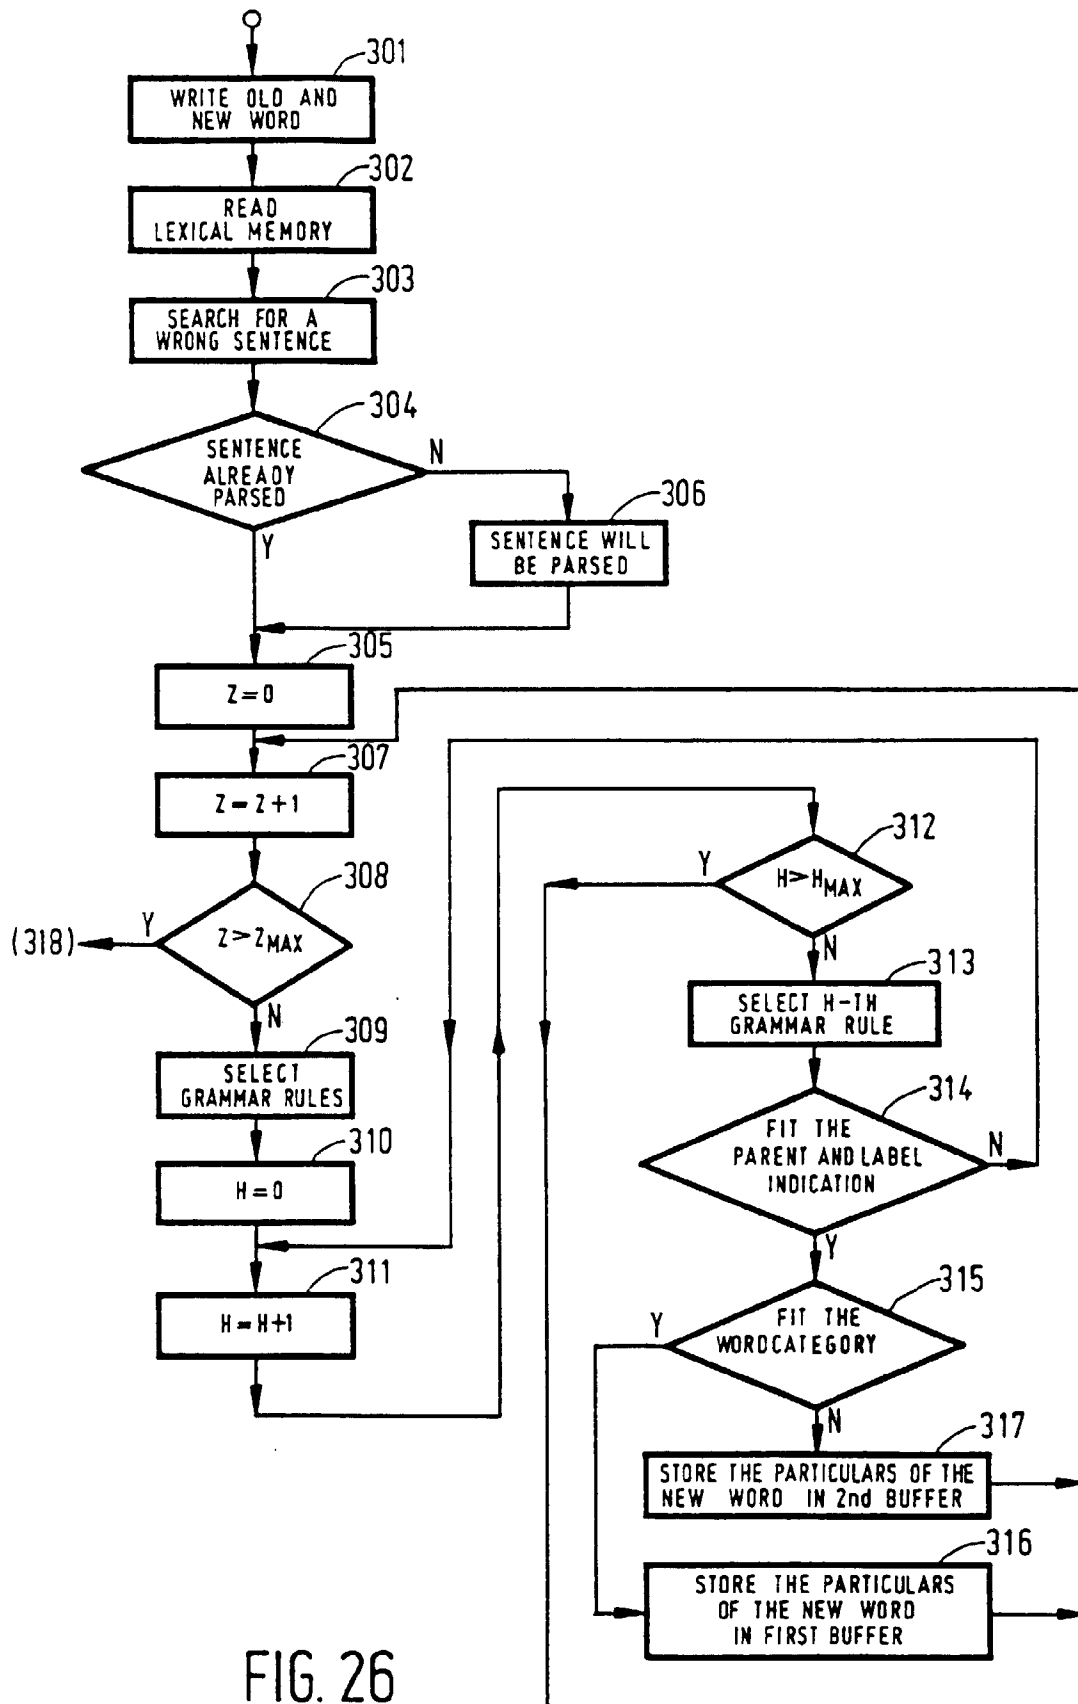 301
WRITE OLD AND
NEW WORD
302
READ
LEXICAL MEMORY
303
SEARCH FOR A
WRONG SENTENCE
304
SENTENCE
ALREADY
PARSED
N
Y
306
SENTENCE WILL
BE PARSED
305
Z=0
307
Z=Z+1
308
Z>ZMAX
Y
(318)
N
309
SELECT
GRAMMAR RULES
310
H=0
311
H=H+1
312
H>HMAX
Y
N
313
SELECT H-TH
GRAMMAR RULE
314
FIT THE
PARENT AND LABEL
INDICATION
N
Y
315
FIT THE
WORDCATEGORY
Y
N
317
STORE THE PARTICULARS OF THE
NEW WORD IN 2nd BUFFER
316
STORE THE PARTICULARS
OF THE NEW WORD
IN FIRST BUFFER
FIG. 26